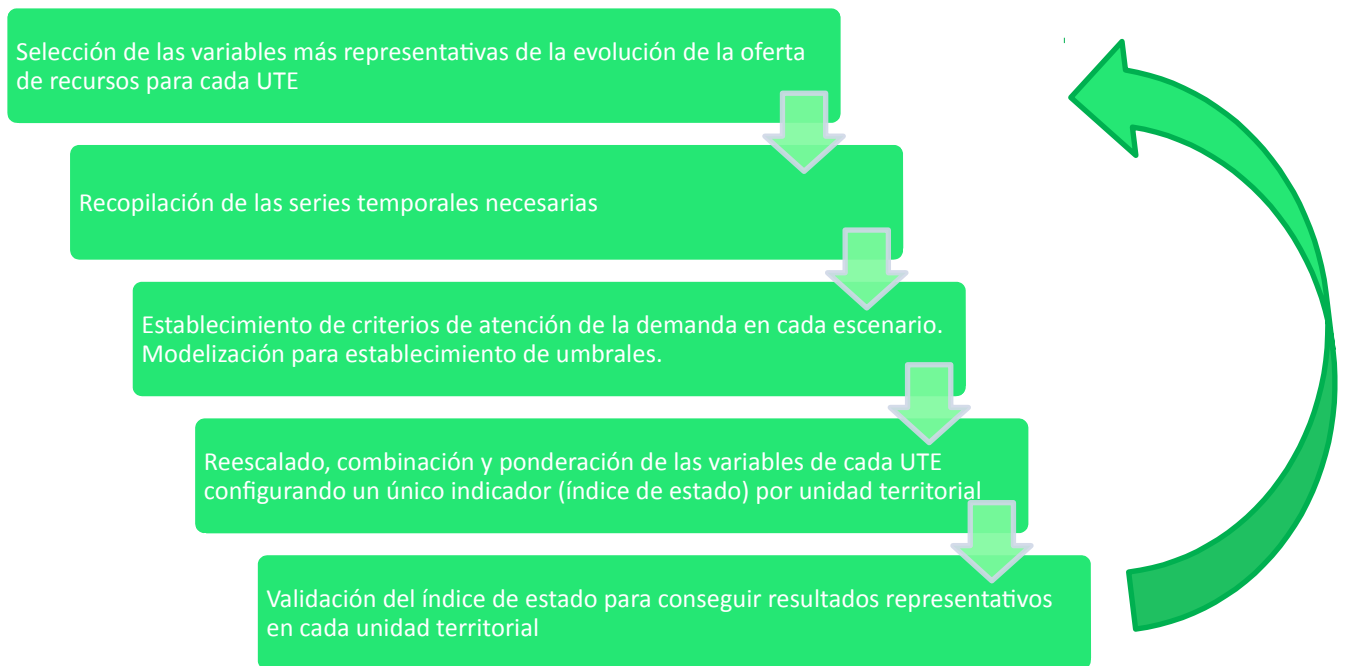 Selección de las variables más representativas de la evolución de la oferta
de recursos para cada UTE
Recopilación de las series temporales necesarias
Establecimiento de criterios de atención de la demanda en cada escenario.
Modelización para establecimiento de umbrales.
Reescalado, combinación y ponderación de las variables de cada UTE
configurando un único indicador (índice de estado) por unidad territorial
Validación del índice de estado para conseguir resultados representativos
en cada unidad territorial